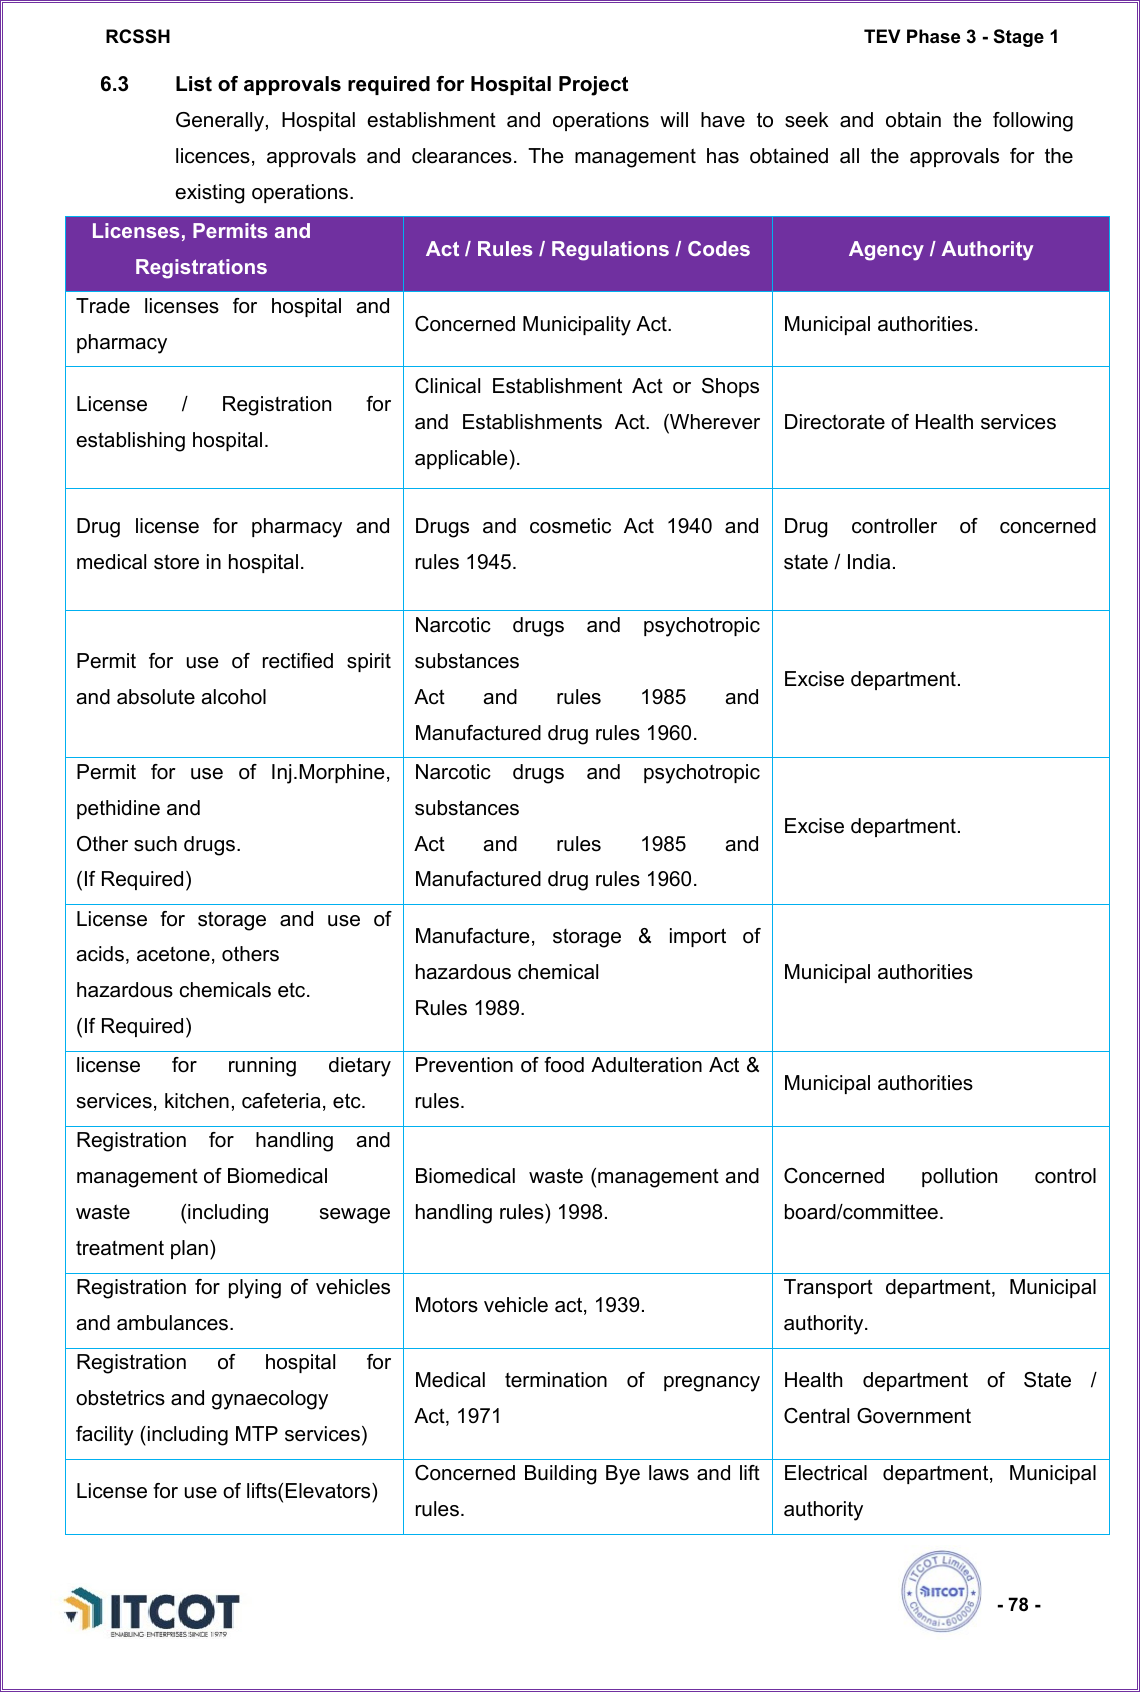 RCSSH TEV Phase 3 - Stage 1
6.3 List of approvals required for Hospital Project
Generally, Hospital establishment and operations will have to seek and obtain the following
licences, approvals and clearances. The management has obtained all the approvals for the
existing operations.
Licenses, Permits and
Registrations
Act / Rules / Regulations / Codes
Agency / Authority
Trade licenses for hospital and
pharmacy
Concerned Municipality Act.
Municipal authorities.
License / Registration for
establishing hospital.
Clinical Establishment Act or Shops
and Establishments Act. (Wherever
applicable).
Directorate of Health services
Drug license for pharmacy and
medical store in hospital.
Drugs and cosmetic Act 1940 and
rules 1945.
Drug controller of concerned
state / India.
Permit for use of rectified spirit
and absolute alcohol
Narcotic drugs and psychotropic
substances
Act and rules 1985 and
Manufactured drug rules 1960.
Excise department.
Permit for use of Inj.Morphine,
pethidine and
Other such drugs.
(If Required)
Narcotic drugs and psychotropic
substances
Act and rules 1985 and
Manufactured drug rules 1960.
Excise department.
License for storage and use of
acids, acetone, others
hazardous chemicals etc.
(If Required)
Manufacture, storage & import of
hazardous chemical
Rules 1989.
Municipal authorities
license for running dietary
services, kitchen, cafeteria, etc.
Prevention of food Adulteration Act &
rules.
Municipal authorities
Registration for handling and
management of Biomedical
waste (including sewage
treatment plan)
Biomedical waste (management and
handling rules) 1998.
Concerned pollution control
board/committee.
Registration for plying of vehicles
and ambulances.
Motors vehicle act, 1939.
Transport department, Municipal
authority.
Registration of hospital for
obstetrics and gynaecology
facility (including MTP services)
Medical termination of pregnancy
Act, 1971
Health department of State /
Central Government
License for use of lifts(Elevators)
Concerned Building Bye laws and lift
rules.
Electrical department, Municipal
authority
ITCOT
ENABLING ENTERPRISES SINCE 1979
ITCOT Limited
ITCOT
Chennai-600006
- 78 -